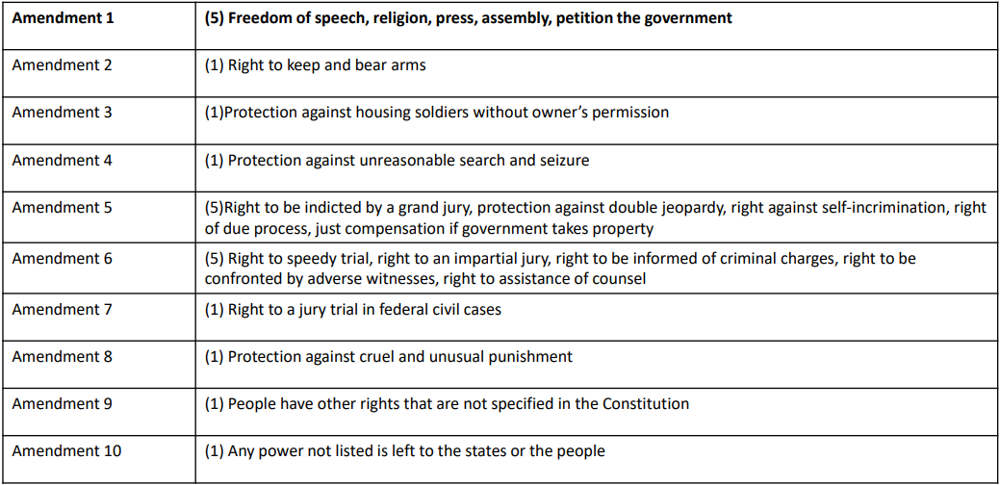 Amendment 1
(5) Freedom of speech, religion, press, assembly, petition the government
Amendment 2
(1) Right to keep and bear arms
Amendment 3
(1)Protection against housing soldiers without owner’s permission
Amendment 4
(1) Protection against unreasonable search and seizure
Amendment 5
(5)Right to be indicted by a grand jury, protection against double jeopardy, right against self-incrimination, right
of due process, just compensation if government takes property
Amendment 6
(5) Right to speedy trial, right to an impartial jury, right to be informed of criminal charges, right to be
confronted by adverse witnesses, right to assistance of counsel
Amendment 7
(1) Right to a jury trial in federal civil cases
Amendment 8
(1) Protection against cruel and unusual punishment
Amendment 9
(1) People have other rights that are not specified in the Constitution
Amendment 10
(1) Any power not listed is left to the states or the people